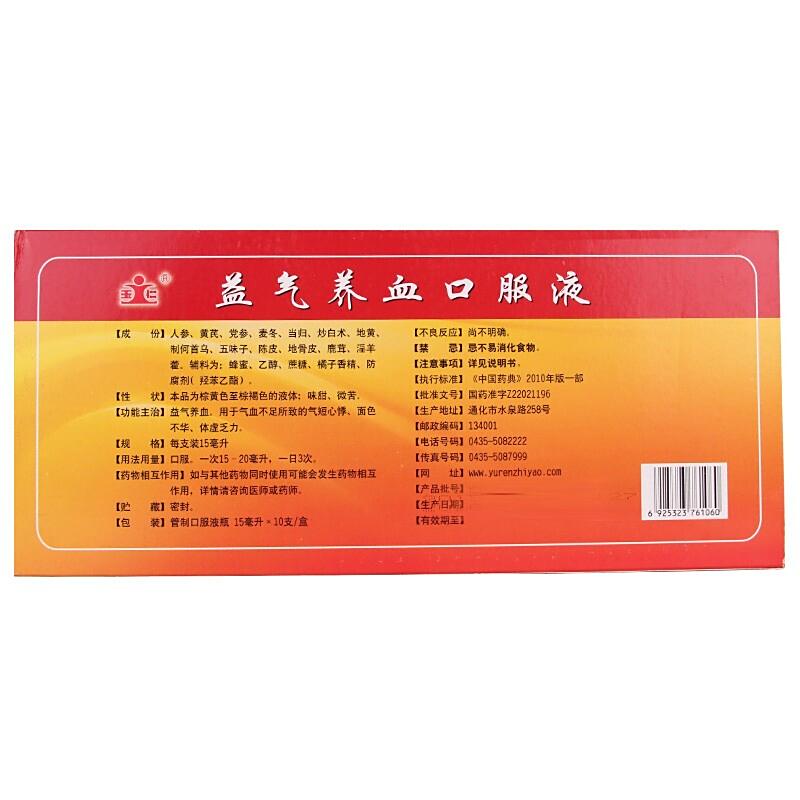 玉仁
®
益气养血口服液
【成 份】人参、黄芪、党参、麦冬、当归、炒白术、地黄、
制何首乌、五味子、陈皮、地骨皮、鹿茸、淫羊
藿。辅料为：蜂蜜、乙醇、蔗糖、橘子香精、防
腐剂（羟苯乙酯）。
【性 状】本品为棕黄色至棕褐色的液体；味甜、微苦。
【功能主治】益气养血。用于气血不足所致的气短心悸、面色
不华、体虚乏力。
【规 格】每支装15毫升
【用法用量】口服。一次15-20毫升，一日3次。
【药物相互作用】如与其他药物同时使用可能会发生药物相互
作用，详情请咨询医师或药师。
【贮 藏】密封。
【包 装】管制口服液瓶 15毫升×10支/盒
【不良反应】尚不明确。
【禁 忌】忌不易消化食物。
【注意事项】详见说明书。
【执行标准】《中国药典》2010年版一部
【批准文号】国药准字Z22021196
【生产地址】通化市水泉路258号
【邮政编码】134001
【电话号码】0435-5082222
【传真号码】0435-5087999
【网 址】www.yurenzhiyao.com
【产品批号】
【生产日期】
【有效期至】
6 925323 761060